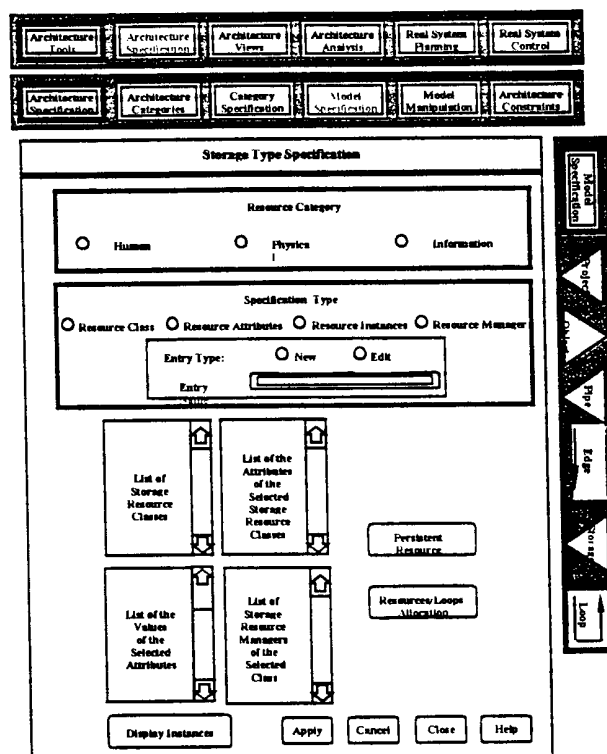 Architecture Tools
Architecture Specification
Architecture Views
Architecture Analysis
Real System Planning
Real System Control
Architecture Specification
Architecture Categories
Category Specification
Model Specification
Model Manipulation
Architecture Constraints
Storage Type Specification
Resource Category
Human
Physica
l
Information
Specification Type
Resource Class
Resource Attributes
Resource Instances
Resource Manager
Entry Type:
New
Edit
Entry
List of
Storage
Resource
Classes
List of the
Attributes
of the
Selected
Storage
Resource
Classes
Persistent
Resource
List of the
Values
of the
Selected
Attributes
List of
Storage
Resource
Managers
of the
Selected
Class
Resources/Loops
Allocation
Display Instances
Apply
Cancel
Close
Help
Model
Specification
Project
Pipe
Edge
Storage
Loop